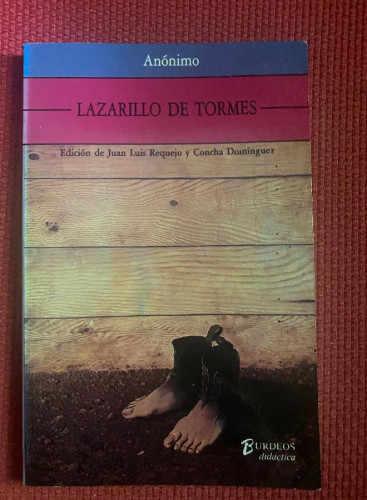 Anónimo
LAZARILLO DE TORMES
Edición de Juan Luis Requejo y Concha Domínguez
BURDEOS
didáctica